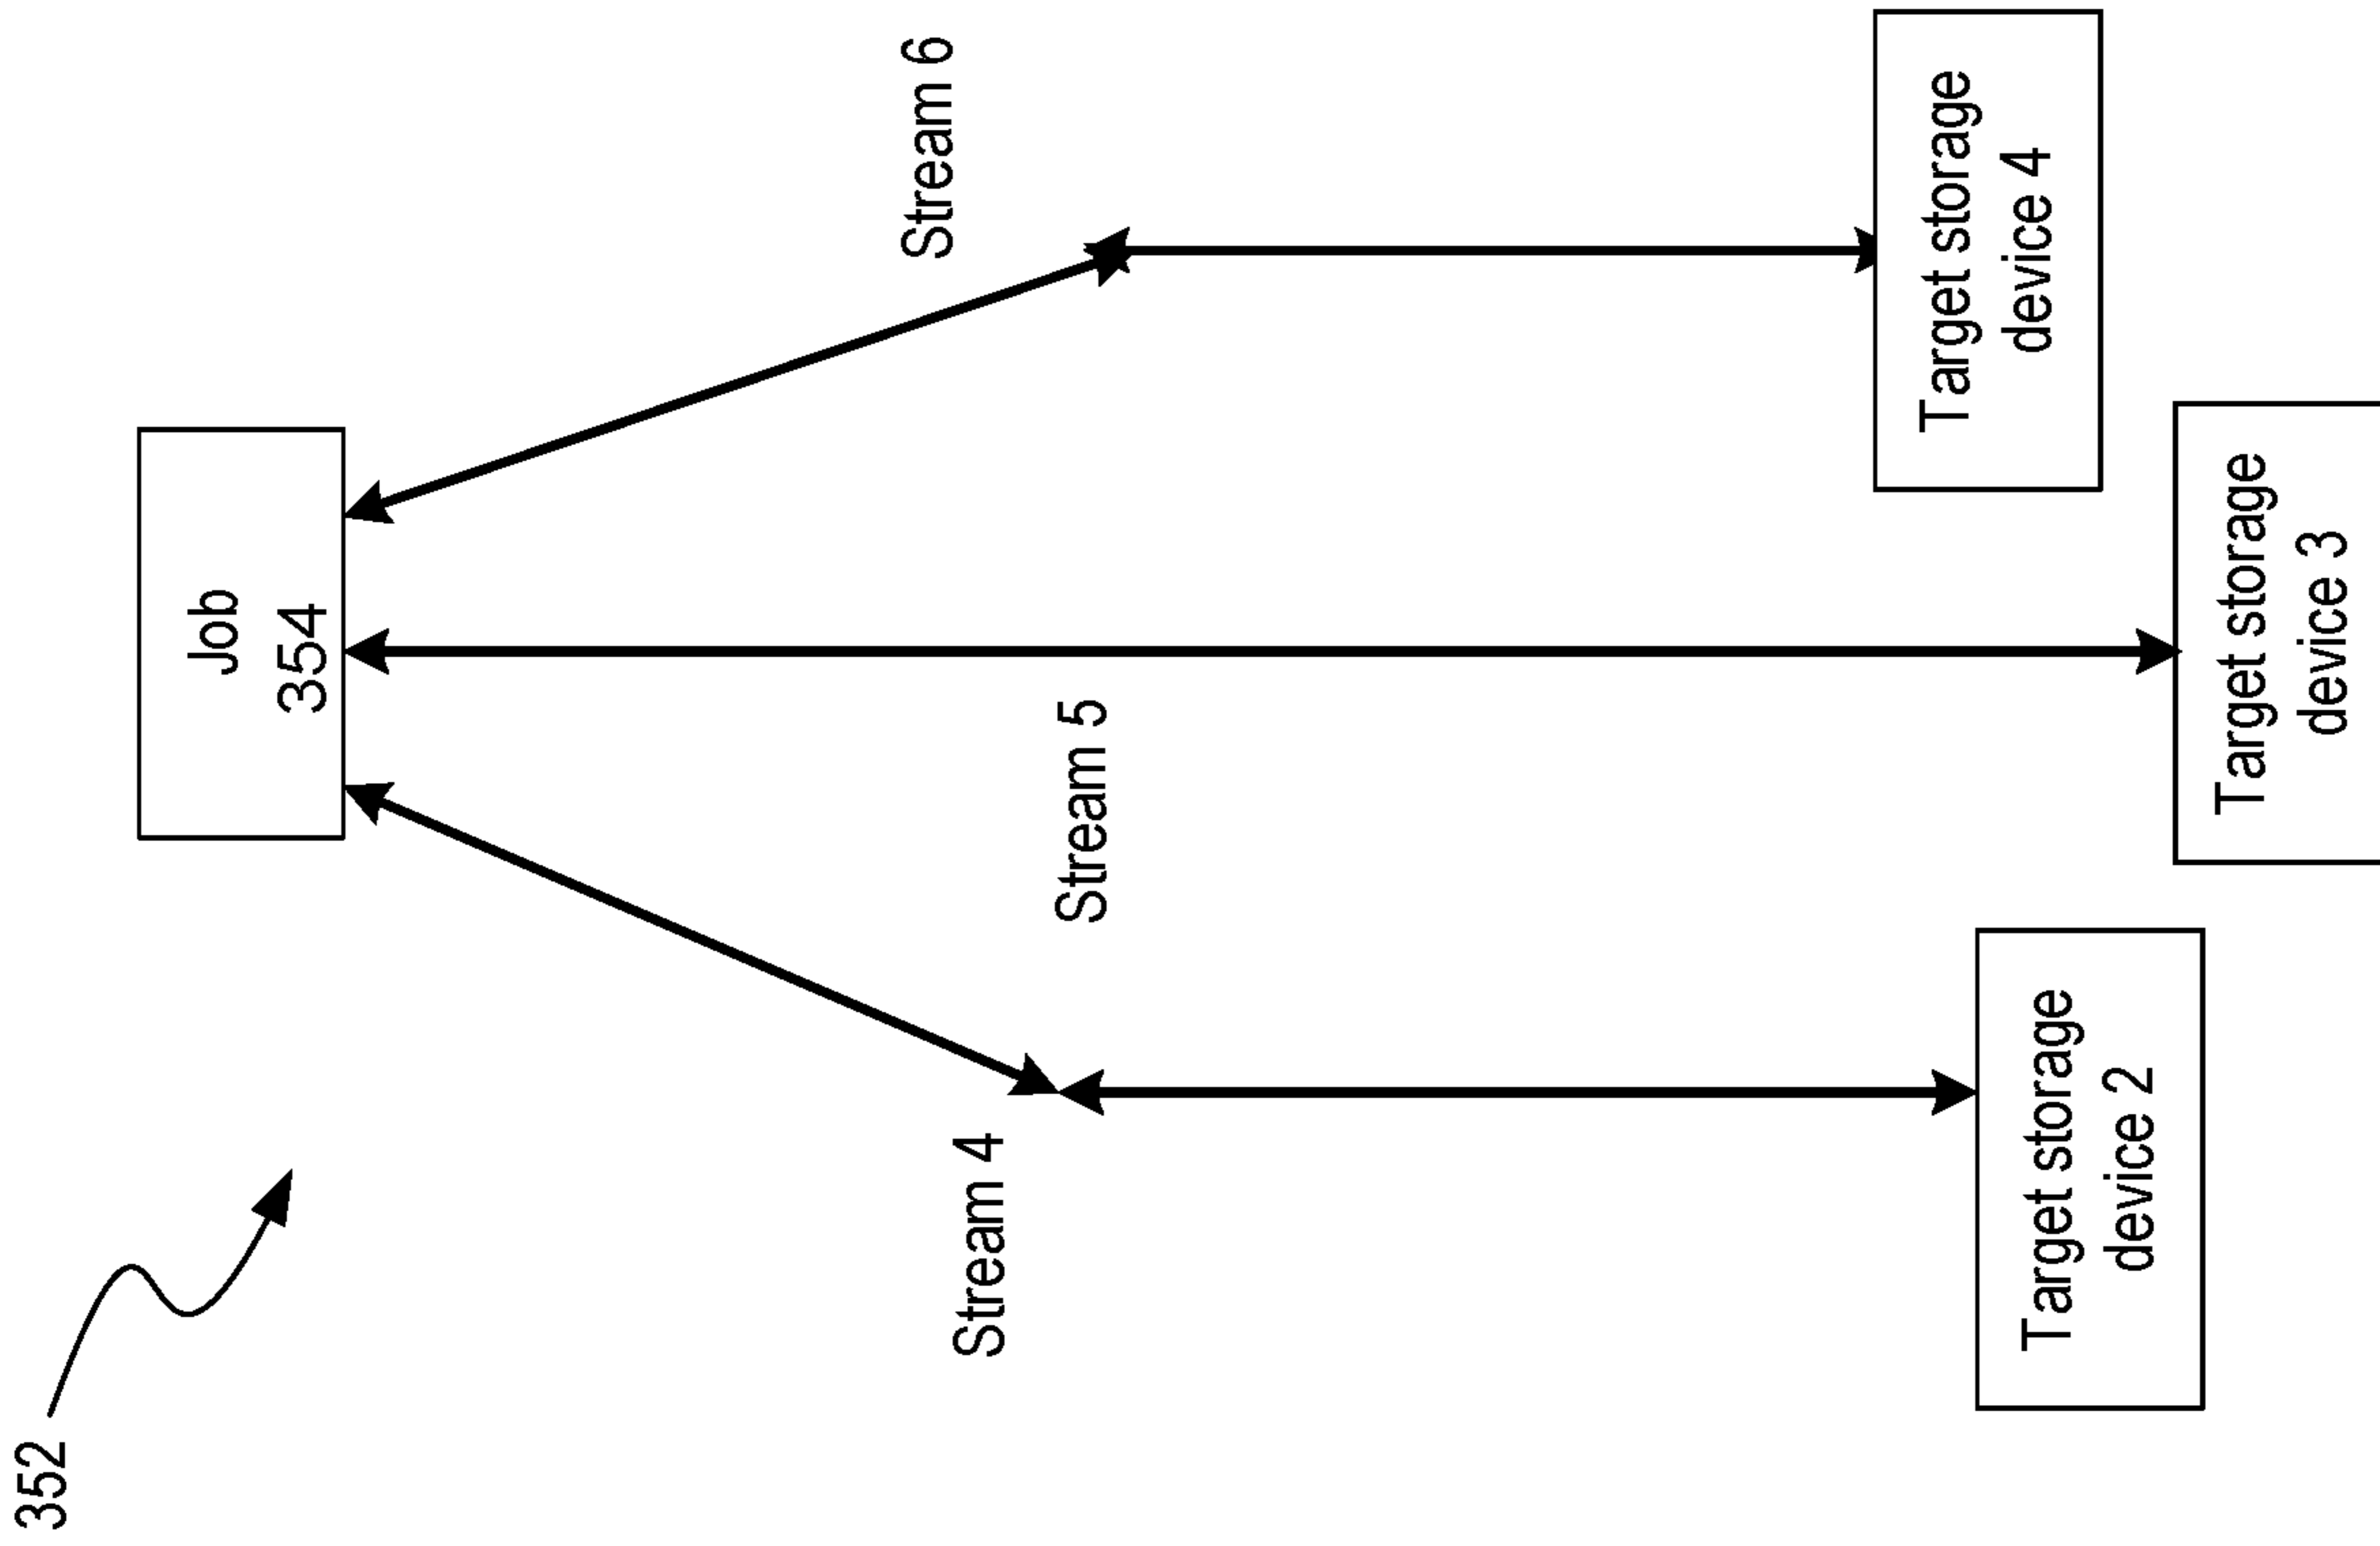 352
Job
354
Stream 6
Stream 4
Stream 5
Target storage
device 4
Target storage
device 2
Target storage
device 3